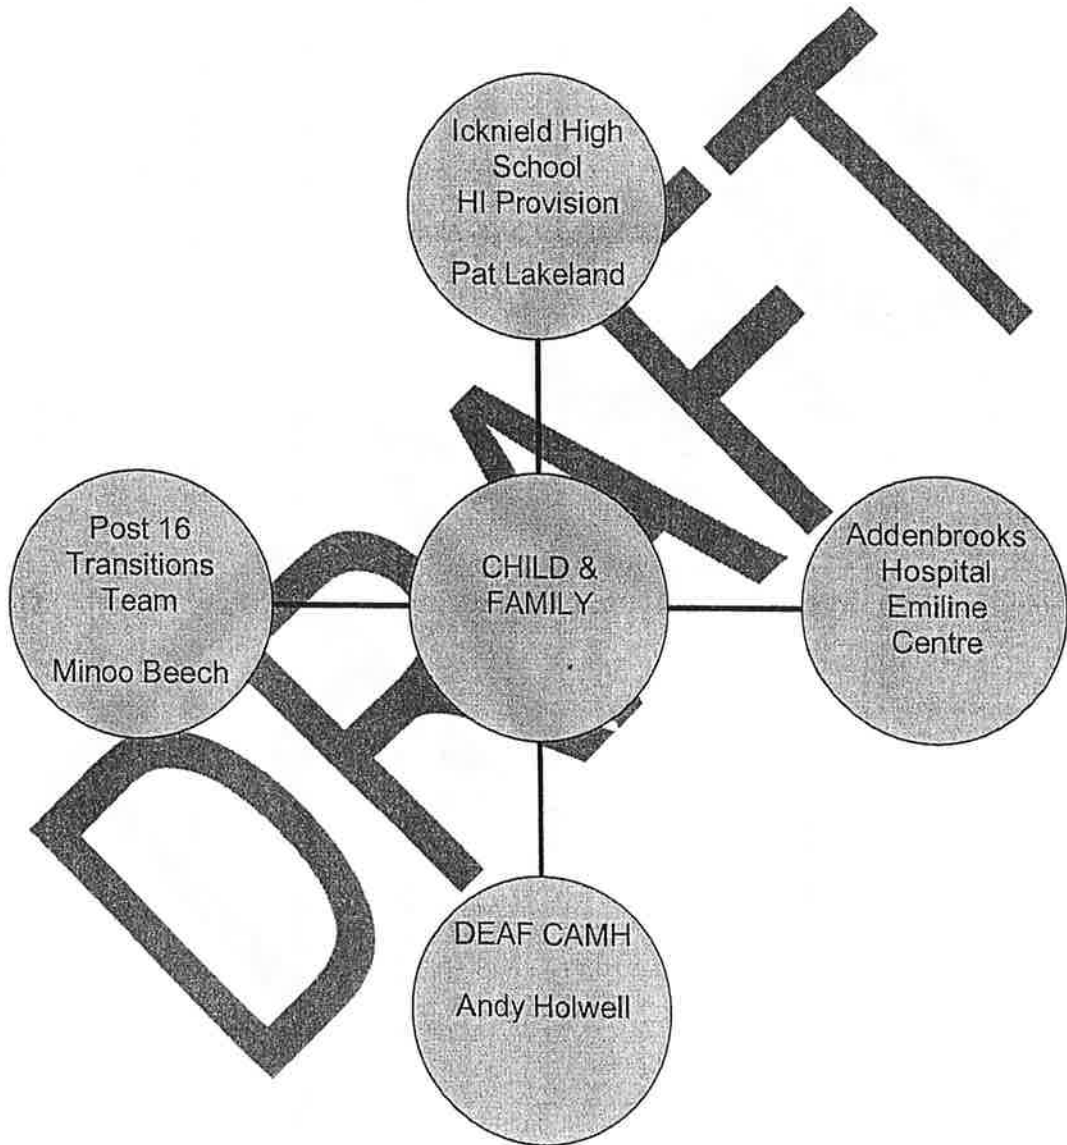 Icknield High
School
HI Provision
Pat Lakeland
Post 16
Transitions
Team
Minoo Beech
CHILD &
FAMILY
Addenbrooks
Hospital
Emiline
Centre
DEAF CAMH
Andy Holwell
DRAFT